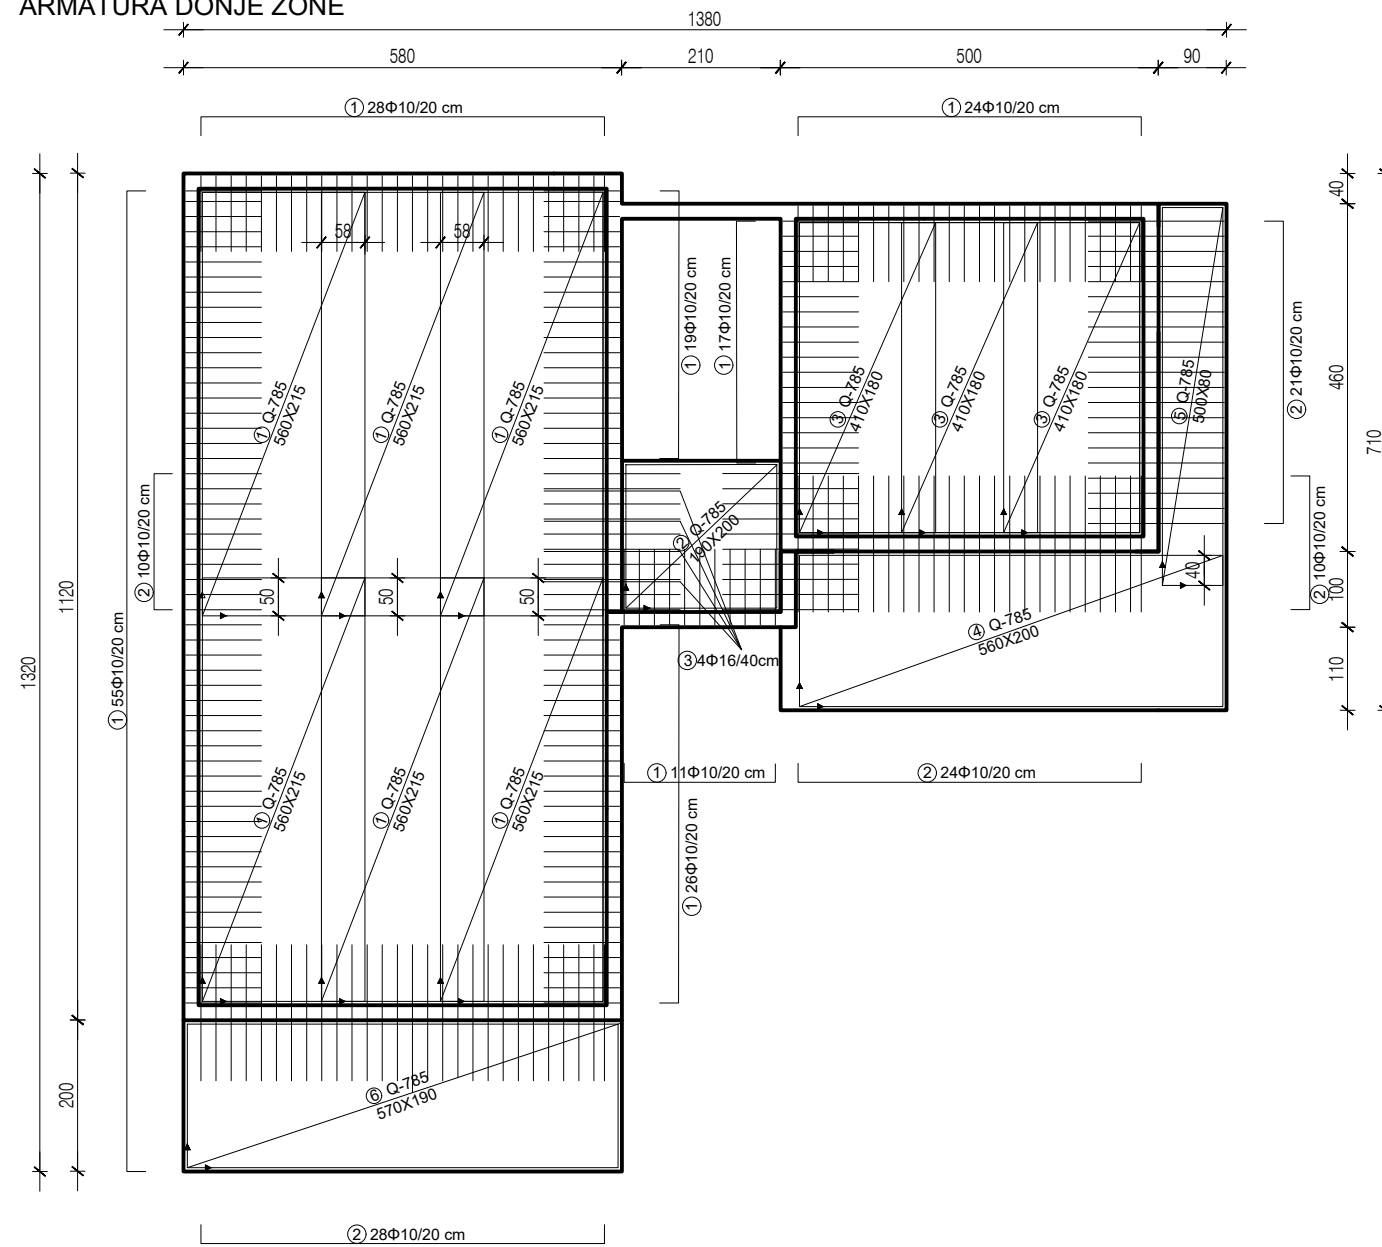 ARMATURA DONJE ZONE
1380
580
210
500
90
① 28Φ10/20 cm
① 24Φ10/20 cm
40
58
58
① 19Φ10/20 cm
① 17Φ10/20 cm
② 21Φ10/20 cm
460
710
① Q-785
560X215
① Q-785
560X215
① Q-785
560X215
③ Q-785
410X180
③ Q-785
410X180
③ Q-785
410X180
⑤ Q-785
500X80
② 10Φ10/20 cm
② Q-785
190X200
② 10Φ10/20 cm
50
50
50
40
100
1120
1320
① 55Φ10/20 cm
③ 4Φ16/40cm
④ Q-785
560X200
110
① 11Φ10/20 cm
② 24Φ10/20 cm
① Q-785
560X215
① Q-785
560X215
① Q-785
560X215
① 26Φ10/20 cm
200
⑥ Q-785
570X190
② 28Φ10/20 cm